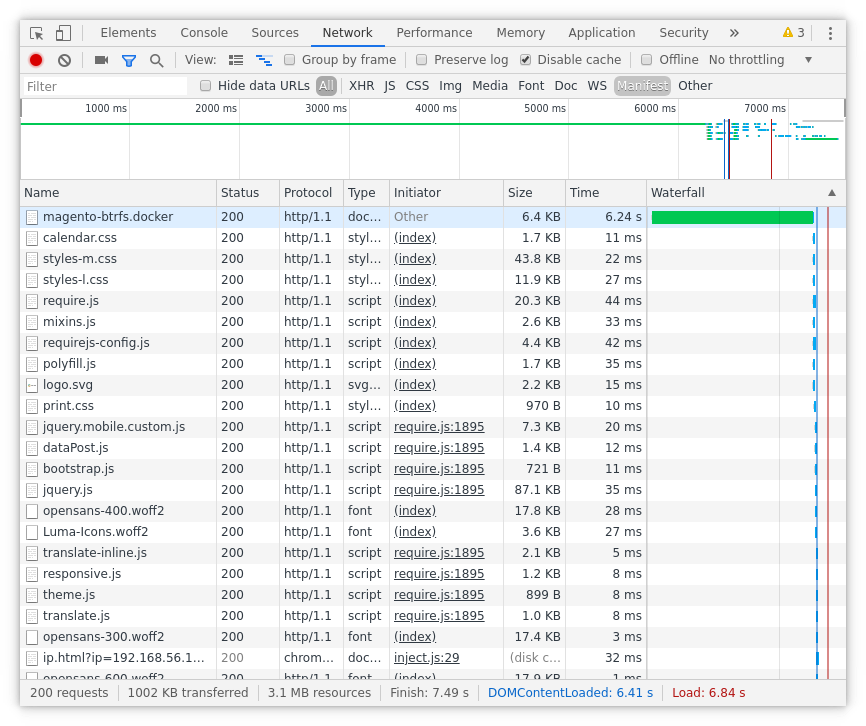 Elements Console Sources Network Performance Memory Application Security » 3
View: Group by frame Preserve log Disable cache Offline No throttling
Filter Hide data URLs All XHR JS CSS Img Media Font Doc WS Manifest Other
1000 ms 2000 ms 3000 ms 4000 ms 5000 ms 6000 ms 7000 ms
Name Status Protocol Type Initiator Size Time Waterfall
magento-btrfs.docker 200 http/1.1 doc… Other 6.4 KB 6.24 s
calendar.css 200 http/1.1 styl… (index) 1.7 KB 11 ms
styles-m.css 200 http/1.1 styl… (index) 43.8 KB 22 ms
styles-l.css 200 http/1.1 styl… (index) 11.9 KB 27 ms
require.js 200 http/1.1 script (index) 20.3 KB 44 ms
mixins.js 200 http/1.1 script (index) 2.6 KB 33 ms
requirejs-config.js 200 http/1.1 script (index) 4.4 KB 42 ms
polyfill.js 200 http/1.1 script (index) 1.7 KB 35 ms
logo.svg 200 http/1.1 svg… (index) 2.2 KB 15 ms
print.css 200 http/1.1 styl… (index) 970 B 10 ms
jquery.mobile.custom.js 200 http/1.1 script require.js:1895 7.3 KB 20 ms
dataPost.js 200 http/1.1 script require.js:1895 1.4 KB 12 ms
bootstrap.js 200 http/1.1 script require.js:1895 721 B 11 ms
jquery.js 200 http/1.1 script require.js:1895 87.1 KB 35 ms
opensans-400.woff2 200 http/1.1 font (index) 17.8 KB 28 ms
Luma-Icons.woff2 200 http/1.1 font (index) 3.6 KB 27 ms
translate-inline.js 200 http/1.1 script require.js:1895 2.1 KB 5 ms
responsive.js 200 http/1.1 script require.js:1895 1.2 KB 8 ms
theme.js 200 http/1.1 script require.js:1895 899 B 8 ms
translate.js 200 http/1.1 script require.js:1895 1.0 KB 8 ms
opensans-300.woff2 200 http/1.1 font (index) 17.4 KB 3 ms
ip.html?ip=192.168.56.1… 200 chrom… doc… inject.js:29 (disk c… 32 ms
opensans-600.woff2 200 http/1.1 font (index) 17.9 KB 1 ms
200 requests 1002 KB transferred 3.1 MB resources Finish: 7.49 s DOMContentLoaded: 6.41 s Load: 6.84 s